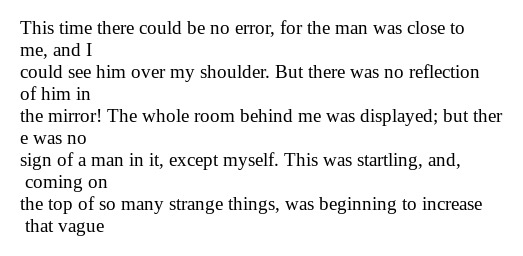 This time there could be no error, for the man was close to
me, and I
could see him over my shoulder. But there was no reflection
of him in
the mirror! The whole room behind me was displayed; but ther
e was no
sign of a man in it, except myself. This was startling, and,
coming on
the top of so many strange things, was beginning to increase
that vague